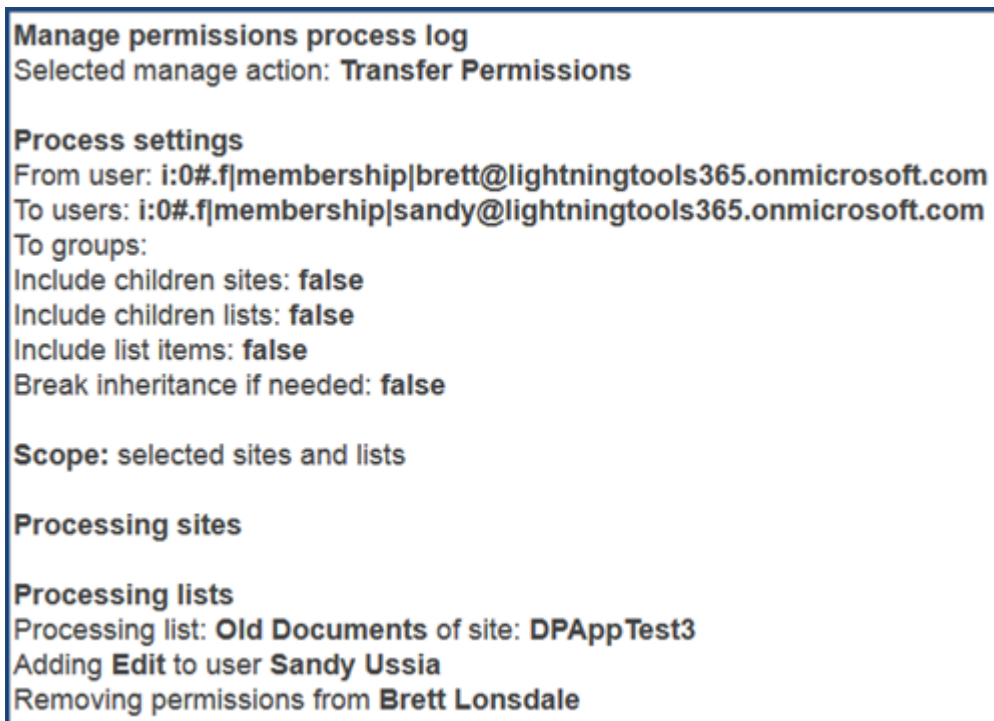 Manage permissions process log
Selected manage action: Transfer Permissions
Process settings
From user: i:0#.f|membership|brett@lightningtools365.onmicrosoft.com
To users: i:0#.f|membership|sandy@lightningtools365.onmicrosoft.com
To groups:
Include children sites: false
Include children lists: false
Include list items: false
Break inheritance if needed: false
Scope: selected sites and lists
Processing sites
Processing lists
Processing list: Old Documents of site: DPAppTest3
Adding Edit to user Sandy Ussia
Removing permissions from Brett Lonsdale